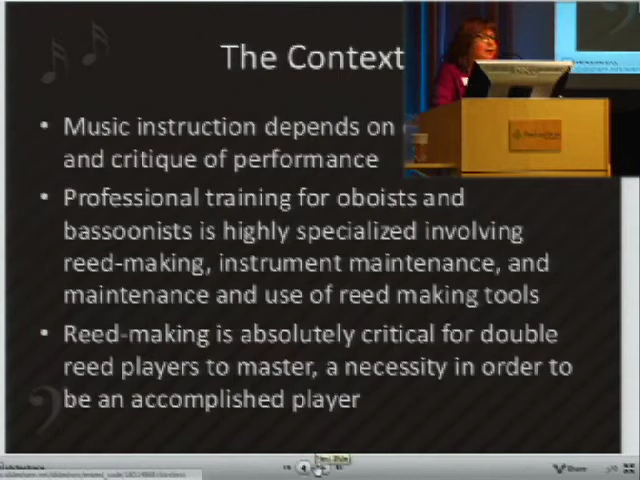 The Context
• Music instruction depends on
and critique of performance
• Professional training for oboists and
bassoonists is highly specialized involving
reed-making, instrument maintenance, and
maintenance and use of reed making tools
• Reed-making is absolutely critical for double
reed players to master, a necessity in order to
be an accomplished player
Share